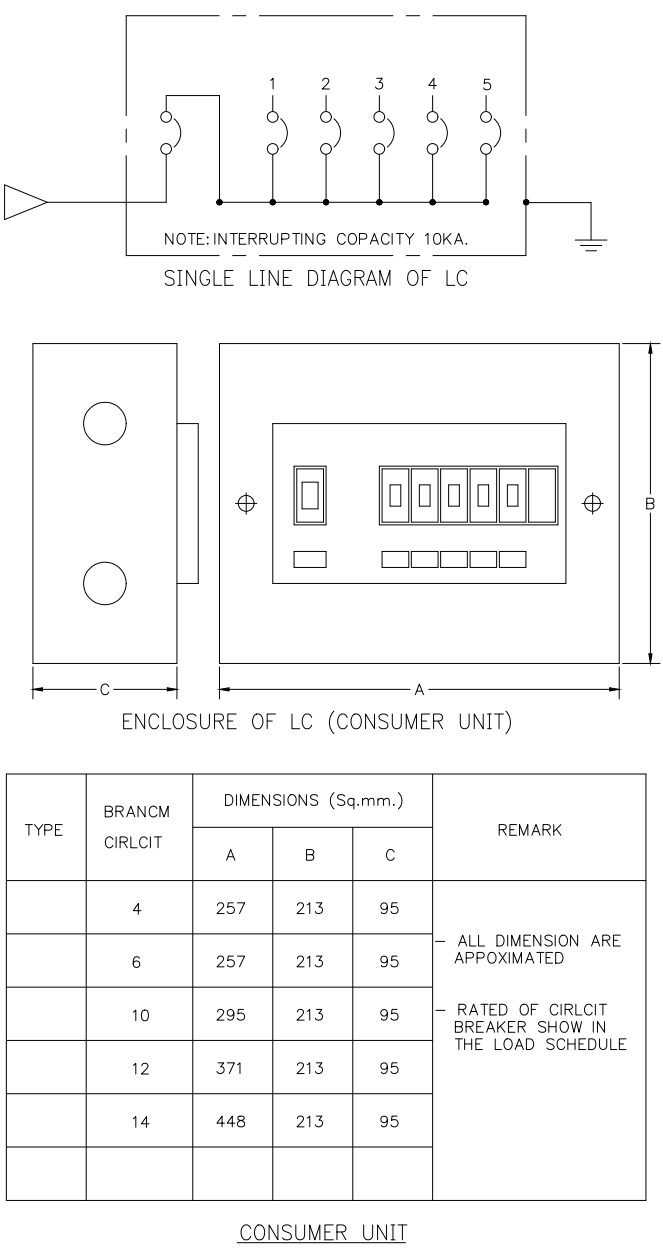 1 2 3 4 5
NOTE: INTERRUPTING COPACITY 10KA.
SINGLE LINE DIAGRAM OF LC
B
C
A
ENCLOSURE OF LC (CONSUMER UNIT)
TYPE
BRANCM
CIRLCIT
DIMENSIONS (Sq.mm.)
A B C
REMARK
4 257 213 95
6 257 213 95
10 295 213 95
12 371 213 95
14 448 213 95
- ALL DIMENSION ARE
APPOXIMATED
- RATED OF CIRLCIT
BREAKER SHOW IN
THE LOAD SCHEDULE
CONSUMER UNIT